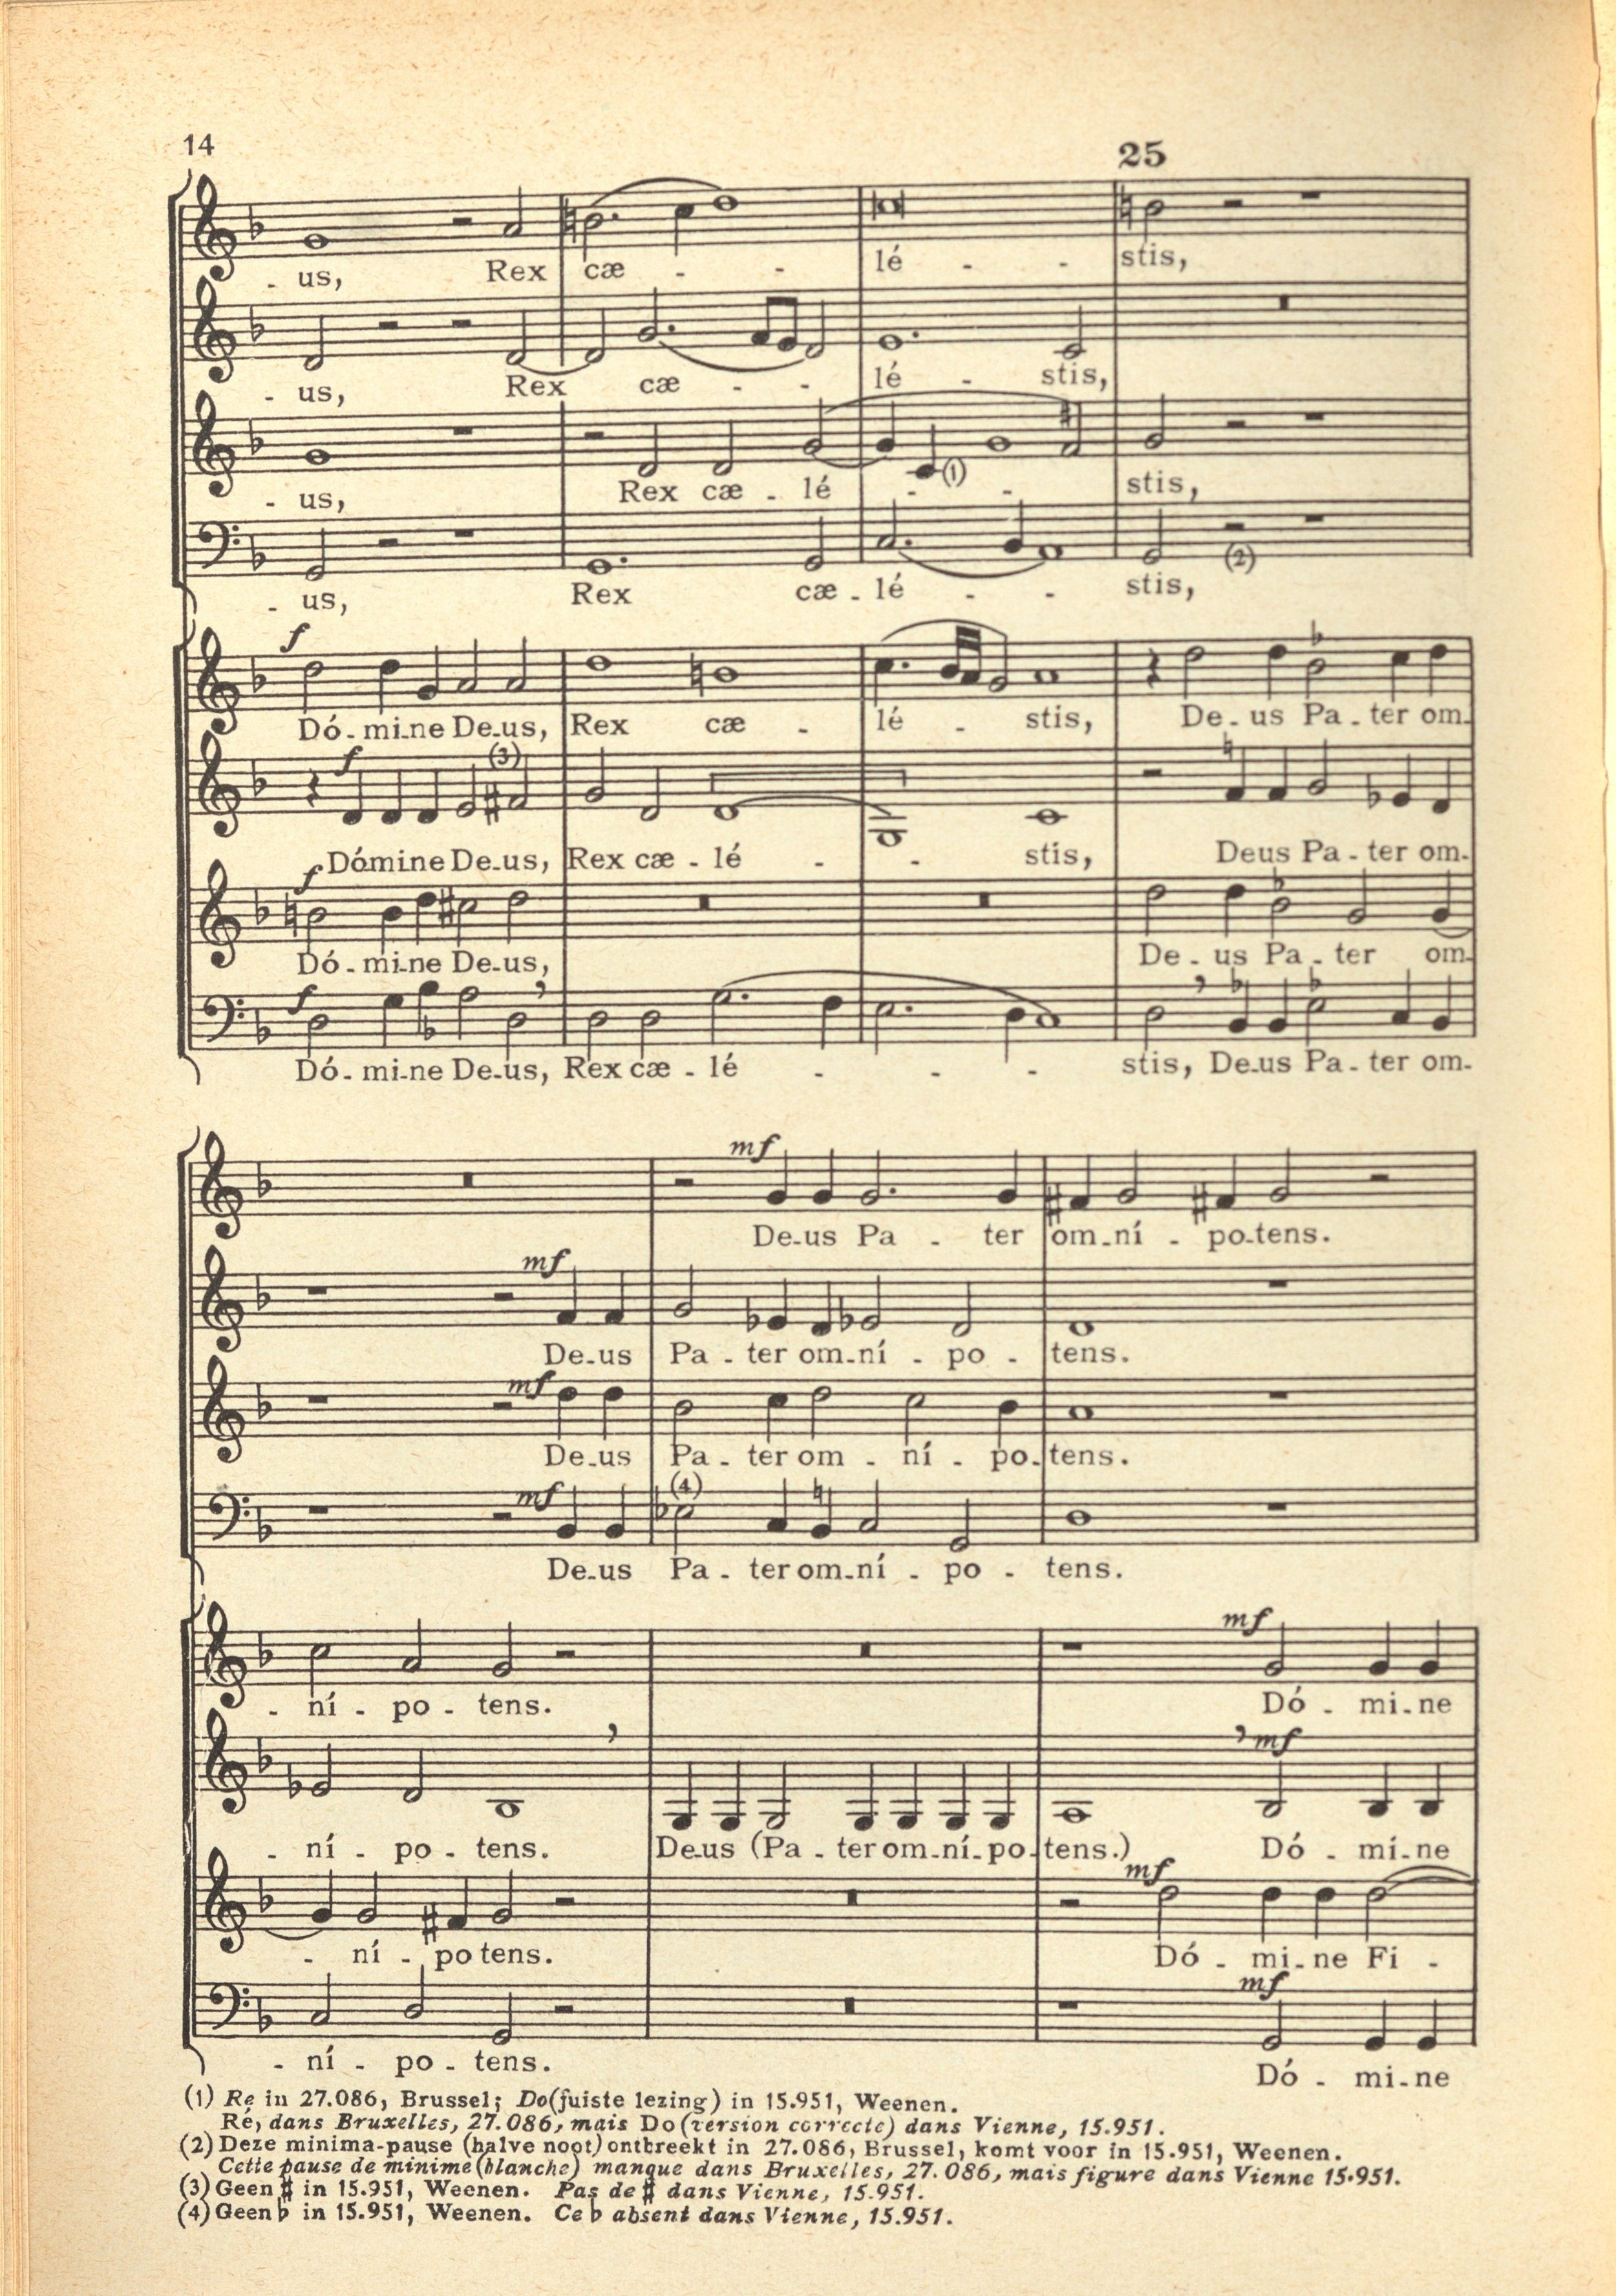 14
25
- us, Rex cæ - - lé - - stis,
- us, Rex cæ - - lé - stis,
- us, Rex cæ - lé - - stis,
(1)
- us, Rex cæ - lé - - stis,
(2)
f
Dó - mi - ne De - us, Rex cæ - lé - stis, De - us Pa - ter om -
f (3)
Dómine De - us, Rex cæ - lé - - stis, Deus Pa - ter om -
f
Dó - mi - ne De - us, De - us Pa - ter om -
f
Dó - mi - ne De - us, Rex cæ - lé - - - stis, De - us Pa - ter om -
mf
De - us Pa - ter om - ní - po - tens.
mf
De - us Pa - ter om - ní - po - tens.
mf
De - us Pa - ter om - ní - po - tens.
mf (4)
De - us Pa - ter om - ní - po - tens.
mf
- ní - po - tens. Dó - mi - ne
mf
- ní - po - tens. De - us (Pa - ter om - ní - po - tens.) Dó - mi - ne
mf
- ní - po tens. Dó - mi - ne Fi -
mf
- ní - po - tens. Dó - mi - ne
(1) Re in 27.086, Brussel; Do (juiste lezing) in 15.951, Weenen.
Ré, dans Bruxelles, 27.086, mais Do (version correcte) dans Vienne, 15.951.
(2) Deze minima-pause (halve noot) ontbreekt in 27.086, Brussel, komt voor in 15.951, Weenen.
Cette pause de minime (blanche) manque dans Bruxelles, 27.086, mais figure dans Vienne 15.951.
(3) Geen ♯ in 15.951, Weenen. Pas de ♯ dans Vienne, 15.951.
(4) Geen ♭ in 15.951, Weenen. Ce ♭ absent dans Vienne, 15.951.